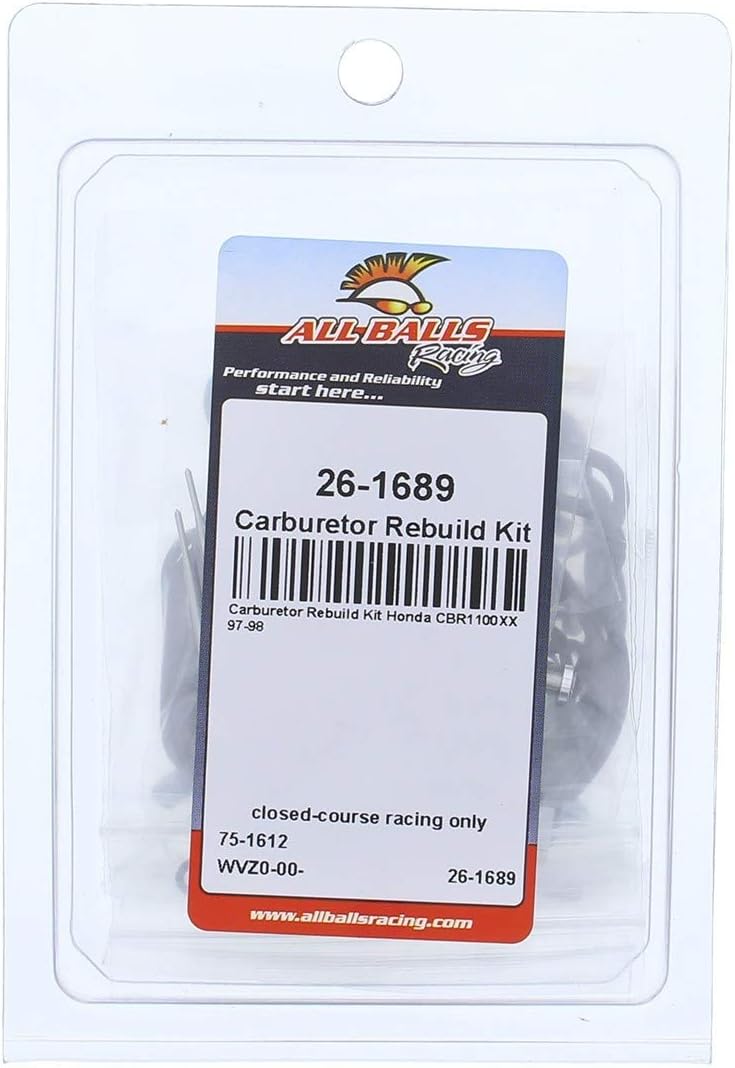 ALL BALLS
Racing
Performance and Reliability
start here...
26-1689
Carburetor Rebuild Kit
Carburetor Rebuild Kit Honda CBR1100XX
97-98
closed-course racing only
75-1612
WVZ0-00-
26-1689
www.allballsracing.com